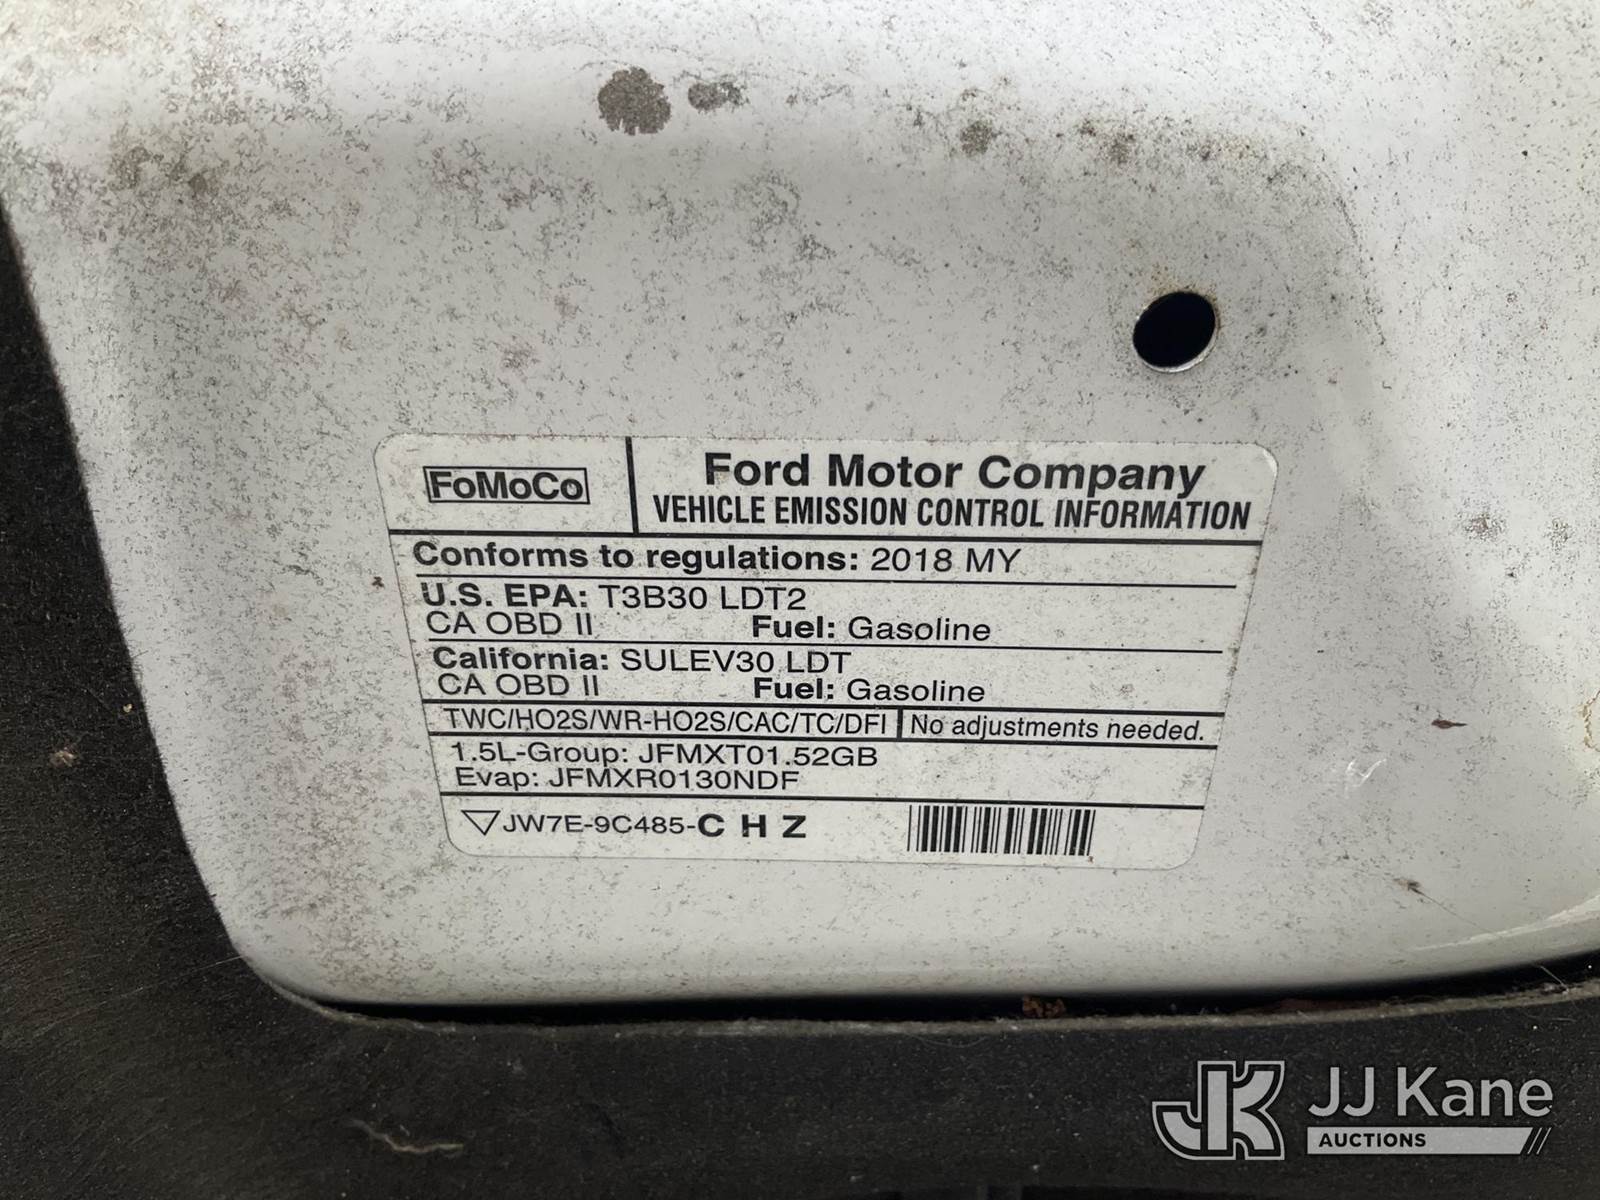 FoMoCo
Ford Motor Company
VEHICLE EMISSION CONTROL INFORMATION
Conforms to regulations: 2018 MY
U.S. EPA: T3B30 LDT2
CA OBD II Fuel: Gasoline
California: SULEV30 LDT
CA OBD II Fuel: Gasoline
TWC/HO2S/WR-HO2S/CAC/TC/DFI No adjustments needed.
1.5L-Group: JFMXT01.52GB
Evap: JFMXR0130NDF
JW7E-9C485-C H Z
JK JJ Kane
AUCTIONS